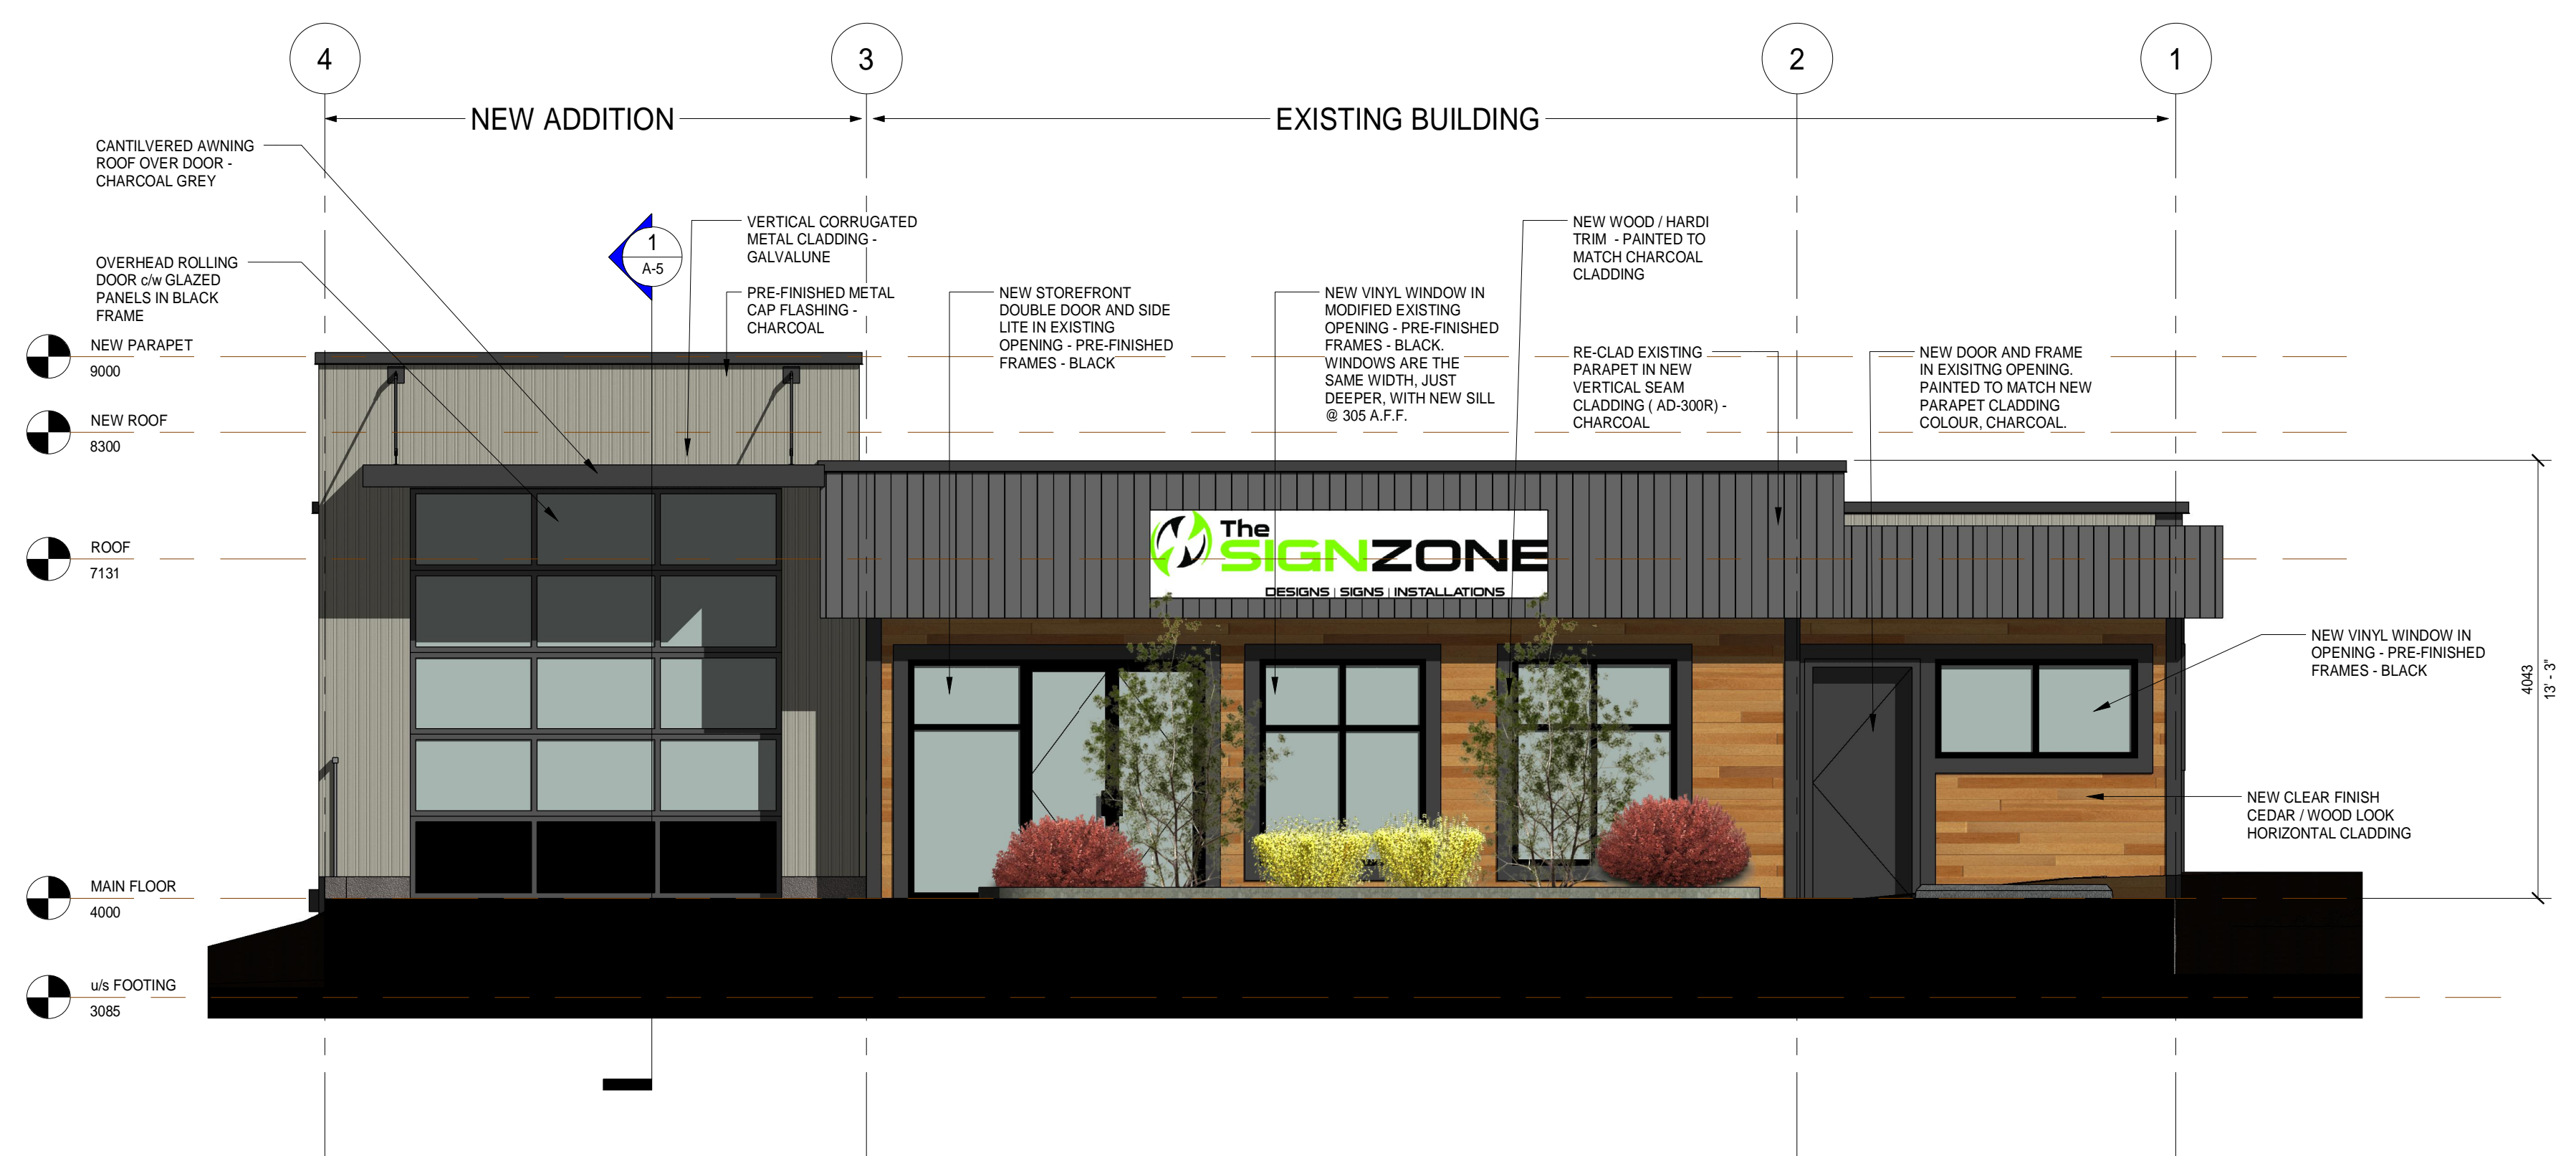 4
3
2
1
NEW ADDITION
EXISTING BUILDING
CANTILVERED AWNING
ROOF OVER DOOR -
CHARCOAL GREY
OVERHEAD ROLLING
DOOR c/w GLAZED
PANELS IN BLACK
FRAME
1
A-5
VERTICAL CORRUGATED
METAL CLADDING -
GALVALUNE
PRE-FINISHED METAL
CAP FLASHING -
CHARCOAL
NEW STOREFRONT
DOUBLE DOOR AND SIDE
LITE IN EXISTING
OPENING - PRE-FINISHED
FRAMES - BLACK
NEW VINYL WINDOW IN
MODIFIED EXISTING
OPENING - PRE-FINISHED
FRAMES - BLACK.
WINDOWS ARE THE
SAME WIDTH, JUST
DEEPER, WITH NEW SILL
@ 305 A.F.F.
NEW WOOD / HARDI
TRIM - PAINTED TO
MATCH CHARCOAL
CLADDING
RE-CLAD EXISTING
PARAPET IN NEW
VERTICAL SEAM
CLADDING ( AD-300R) -
CHARCOAL
NEW DOOR AND FRAME
IN EXISITNG OPENING.
PAINTED TO MATCH NEW
PARAPET CLADDING
COLOUR, CHARCOAL.
NEW PARAPET
9000
NEW ROOF
8300
ROOF
7131
MAIN FLOOR
4000
u/s FOOTING
3085
The
SIGNZONE
DESIGNS | SIGNS | INSTALLATIONS
NEW VINYL WINDOW IN
OPENING - PRE-FINISHED
FRAMES - BLACK
4043
13' - 3"
NEW CLEAR FINISH
CEDAR / WOOD LOOK
HORIZONTAL CLADDING